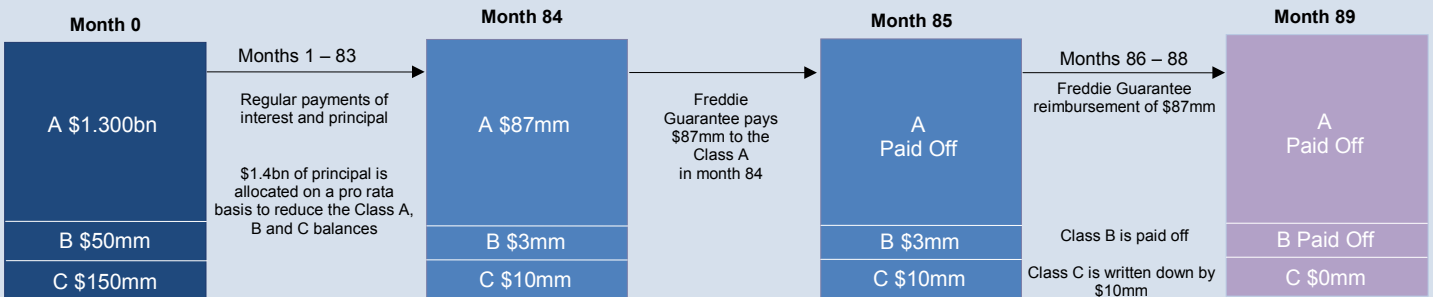 Month 0
Month 84
Month 85
Month 89
A $1.300bn
B $50mm
C $150mm
Months 1 – 83
Regular payments of
interest and principal
$1.4bn of principal is
allocated on a pro rata
basis to reduce the Class A,
B and C balances
A $87mm
B $3mm
C $10mm
Freddie
Guarantee pays
$87mm to the
Class A
in month 84
A
Paid Off
B $3mm
C $10mm
Months 86 – 88
Freddie Guarantee
reimbursement of $87mm
Class B is paid off
Class C is written down by
$10mm
A
Paid Off
B Paid Off
C $0mm